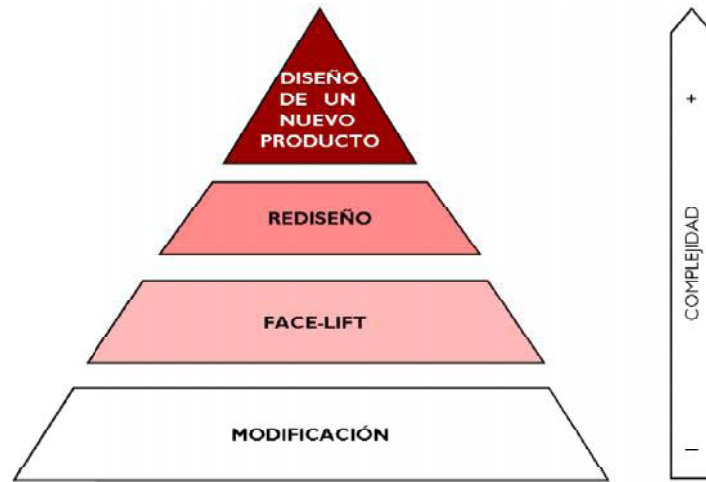 DISEÑO
DE UN
NUEVO
PRODUCTO
REDISEÑO
FACE-LIFT
MODIFICACIÓN
+
COMPLEJIDAD
–